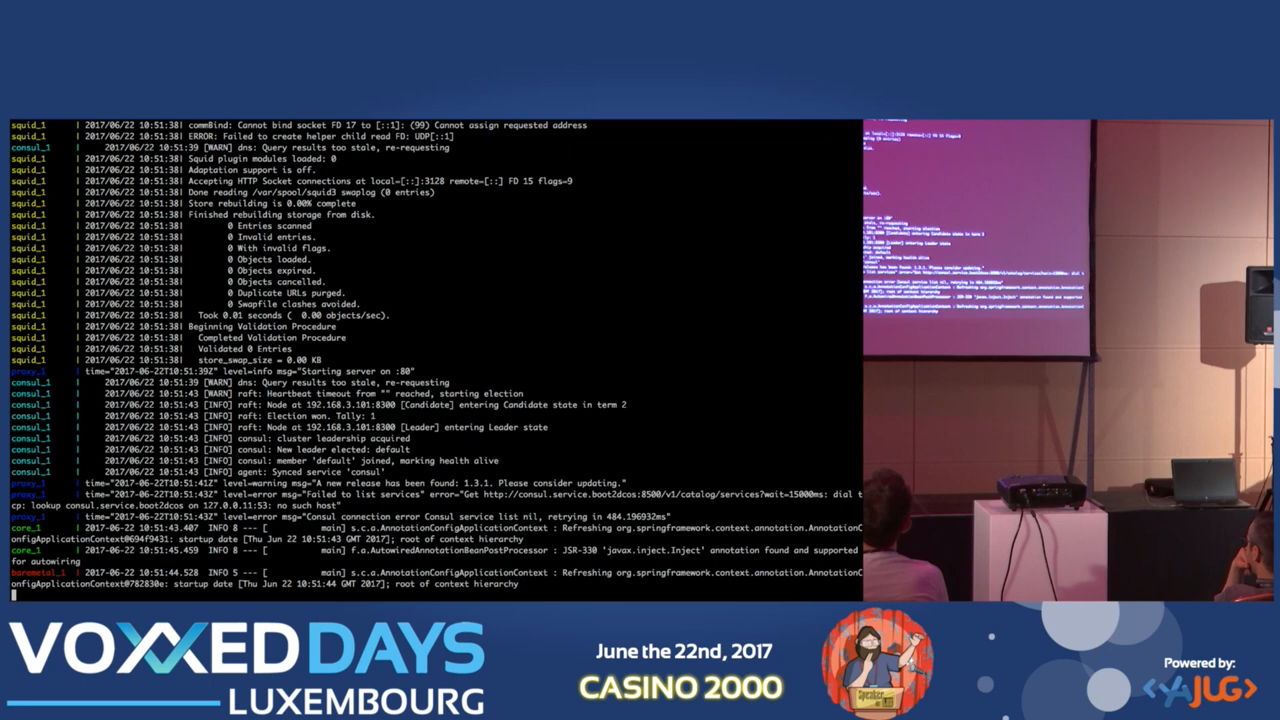 squid_1 | 2017/06/22 10:51:38| commBind: Cannot bind socket FD 17 to [::1]: (99) Cannot assign requested address
squid_1 | 2017/06/22 10:51:38| ERROR: Failed to create helper child read FD: UDP[::1]
consul_1 | 2017/06/22 10:51:39 [WARN] dns: Query results too stale, re-requesting
squid_1 | 2017/06/22 10:51:38| Squid plugin modules loaded: 0
squid_1 | 2017/06/22 10:51:38| Adaptation support is off.
squid_1 | 2017/06/22 10:51:38| Accepting HTTP Socket connections at local=[::]:3128 remote=[::] FD 15 flags=9
squid_1 | 2017/06/22 10:51:38| Done reading /var/spool/squid3 swaplog (0 entries)
squid_1 | 2017/06/22 10:51:38| Store rebuilding is 0.00% complete
squid_1 | 2017/06/22 10:51:38| Finished rebuilding storage from disk.
squid_1 | 2017/06/22 10:51:38| 0 Entries scanned
squid_1 | 2017/06/22 10:51:38| 0 Invalid entries.
squid_1 | 2017/06/22 10:51:38| 0 With invalid flags.
squid_1 | 2017/06/22 10:51:38| 0 Objects loaded.
squid_1 | 2017/06/22 10:51:38| 0 Objects expired.
squid_1 | 2017/06/22 10:51:38| 0 Objects cancelled.
squid_1 | 2017/06/22 10:51:38| 0 Duplicate URLs purged.
squid_1 | 2017/06/22 10:51:38| 0 Swapfile clashes avoided.
squid_1 | 2017/06/22 10:51:38| Took 0.01 seconds ( 0.00 objects/sec).
squid_1 | 2017/06/22 10:51:38| Beginning Validation Procedure
squid_1 | 2017/06/22 10:51:38| Completed Validation Procedure
squid_1 | 2017/06/22 10:51:38| Validated 0 Entries
squid_1 | 2017/06/22 10:51:38| store_swap_size = 0.00 KB
proxy_1 | time="2017-06-22T10:51:39Z" level=info msg="Starting server on :80"
consul_1 | 2017/06/22 10:51:39 [WARN] dns: Query results too stale, re-requesting
consul_1 | 2017/06/22 10:51:43 [WARN] raft: Heartbeat timeout from "" reached, starting election
consul_1 | 2017/06/22 10:51:43 [INFO] raft: Node at 192.168.3.101:8300 [Candidate] entering Candidate state in term 2
consul_1 | 2017/06/22 10:51:43 [INFO] raft: Election won. Tally: 1
consul_1 | 2017/06/22 10:51:43 [INFO] raft: Node at 192.168.3.101:8300 [Leader] entering Leader state
consul_1 | 2017/06/22 10:51:43 [INFO] consul: cluster leadership acquired
consul_1 | 2017/06/22 10:51:43 [INFO] consul: New leader elected: default
consul_1 | 2017/06/22 10:51:43 [INFO] consul: member 'default' joined, marking health alive
consul_1 | 2017/06/22 10:51:43 [INFO] agent: Synced service 'consul'
proxy_1 | time="2017-06-22T10:51:41Z" level=warning msg="A new release has been found: 1.3.1. Please consider updating."
proxy_1 | time="2017-06-22T10:51:43Z" level=error msg="Failed to list services" error="Get http://consul.service.boot2dcos:8500/v1/catalog/services?wait=15000ms: dial t
cp: lookup consul.service.boot2dcos on 127.0.0.11:53: no such host"
proxy_1 | time="2017-06-22T10:51:43Z" level=error msg="Consul connection error Consul service list nil, retrying in 484.196932ms"
core_1 | 2017-06-22 10:51:43.407 INFO 8 --- [ main] s.c.a.AnnotationConfigApplicationContext : Refreshing org.springframework.context.annotation.AnnotationC
onfigApplicationContext@694f9431: startup date [Thu Jun 22 10:51:43 GMT 2017]; root of context hierarchy
core_1 | 2017-06-22 10:51:45.459 INFO 8 --- [ main] f.a.AutowiredAnnotationBeanPostProcessor : JSR-330 'javax.inject.Inject' annotation found and supported
for autowiring
baremetal_1 | 2017-06-22 10:51:44.528 INFO 5 --- [ main] s.c.a.AnnotationConfigApplicationContext : Refreshing org.springframework.context.annotation.AnnotationC
onfigApplicationContext@782830e: startup date [Thu Jun 22 10:51:44 GMT 2017]; root of context hierarchy
VOXXED DAYS
LUXEMBOURG
June the 22nd, 2017
CASINO 2000
Powered by:
YAJUG